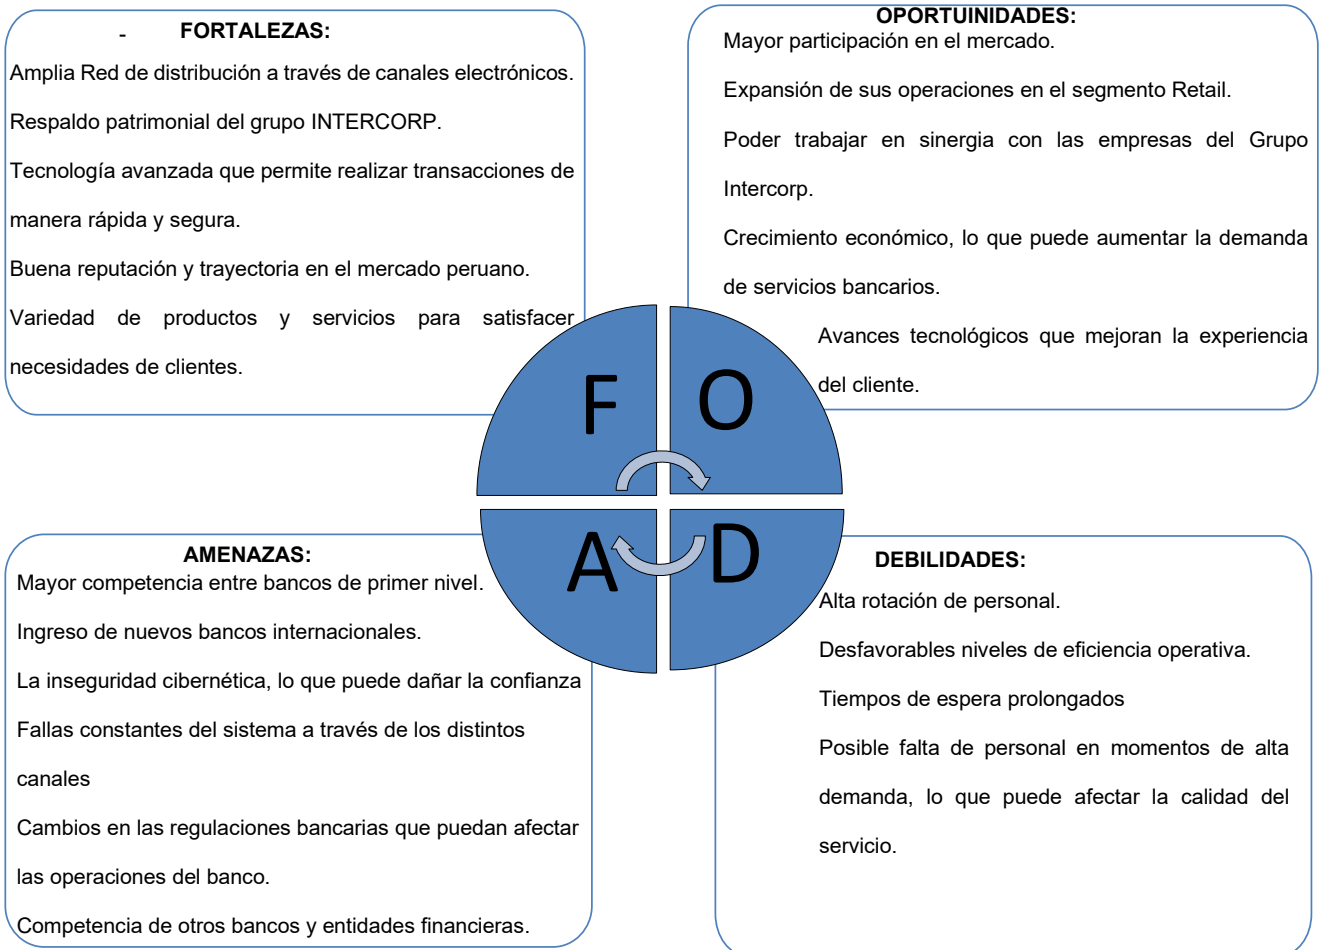 - FORTALEZAS:
Amplia Red de distribución a través de canales electrónicos.
Respaldo patrimonial del grupo INTERCORP.
Tecnología avanzada que permite realizar transacciones de
manera rápida y segura.
Buena reputación y trayectoria en el mercado peruano.
Variedad de productos y servicios para satisfacer
necesidades de clientes.
OPORTUINIDADES:
Mayor participación en el mercado.
Expansión de sus operaciones en el segmento Retail.
Poder trabajar en sinergia con las empresas del Grupo
Intercorp.
Crecimiento económico, lo que puede aumentar la demanda
de servicios bancarios.
Avances tecnológicos que mejoran la experiencia
del cliente.
F
O
A
D
AMENAZAS:
Mayor competencia entre bancos de primer nivel.
Ingreso de nuevos bancos internacionales.
La inseguridad cibernética, lo que puede dañar la confianza
Fallas constantes del sistema a través de los distintos
canales
Cambios en las regulaciones bancarias que puedan afectar
las operaciones del banco.
Competencia de otros bancos y entidades financieras.
DEBILIDADES:
Alta rotación de personal.
Desfavorables niveles de eficiencia operativa.
Tiempos de espera prolongados
Posible falta de personal en momentos de alta
demanda, lo que puede afectar la calidad del
servicio.